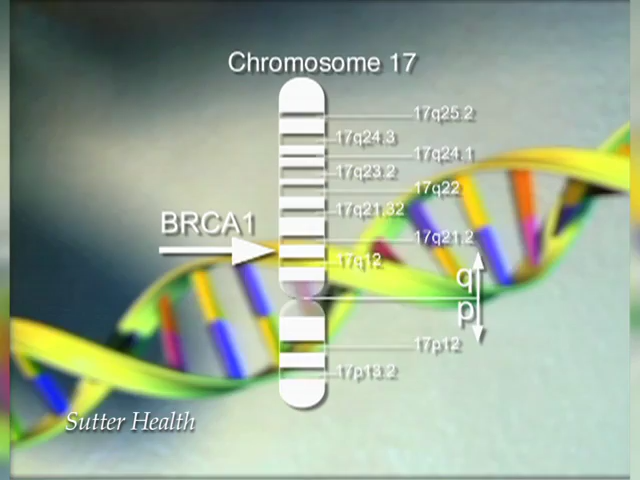 Chromosome 17
17q25.2
17q24.3
17q24.1
17q23.2
17q22
17q21,32
BRCA1
17q21.2
17q12
q
p
17p12
17p13.2
Sutter Health